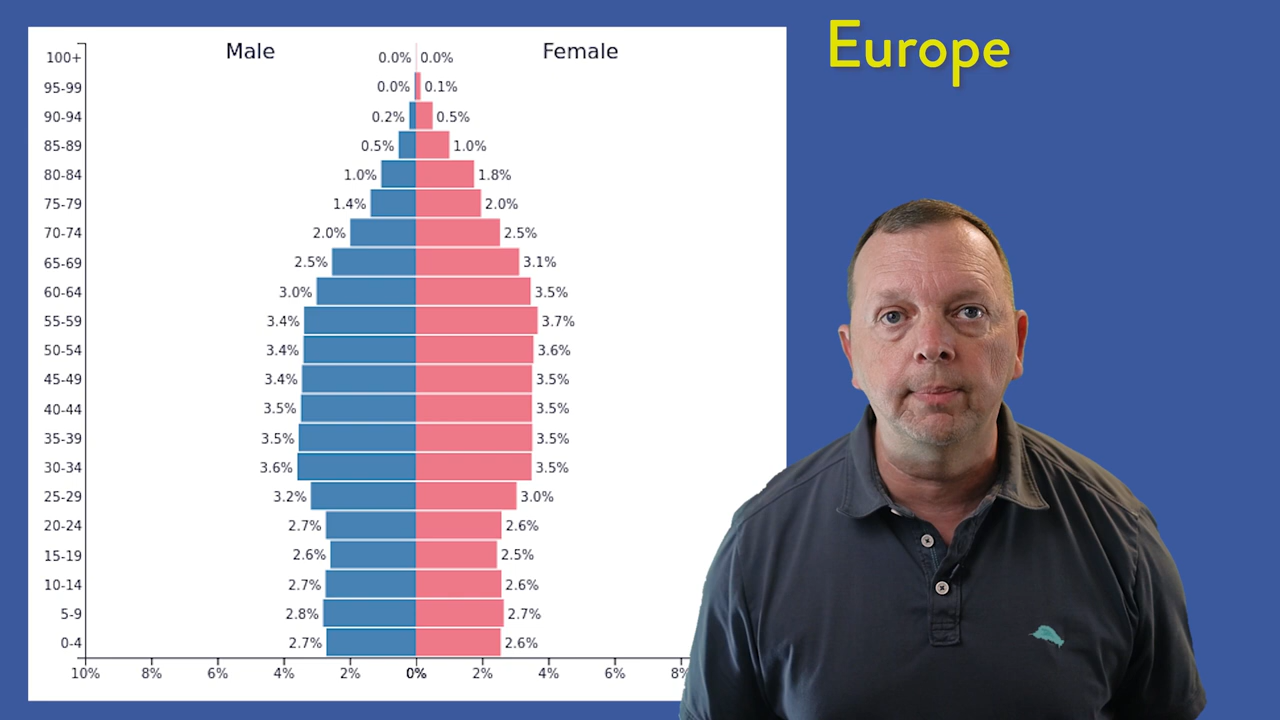 Europe
Male Female
100+ 0.0% 0.0%
95-99 0.0% 0.1%
90-94 0.2% 0.5%
85-89 0.5% 1.0%
80-84 1.0% 1.8%
75-79 1.4% 2.0%
70-74 2.0% 2.5%
65-69 2.5% 3.1%
60-64 3.0% 3.5%
55-59 3.4% 3.7%
50-54 3.4% 3.6%
45-49 3.4% 3.5%
40-44 3.5% 3.5%
35-39 3.5% 3.5%
30-34 3.6% 3.5%
25-29 3.2% 3.0%
20-24 2.7% 2.6%
15-19 2.6% 2.5%
10-14 2.7% 2.6%
5-9 2.8% 2.7%
0-4 2.7% 2.6%
10% 8% 6% 4% 2% 0% 2% 4% 6% 8%